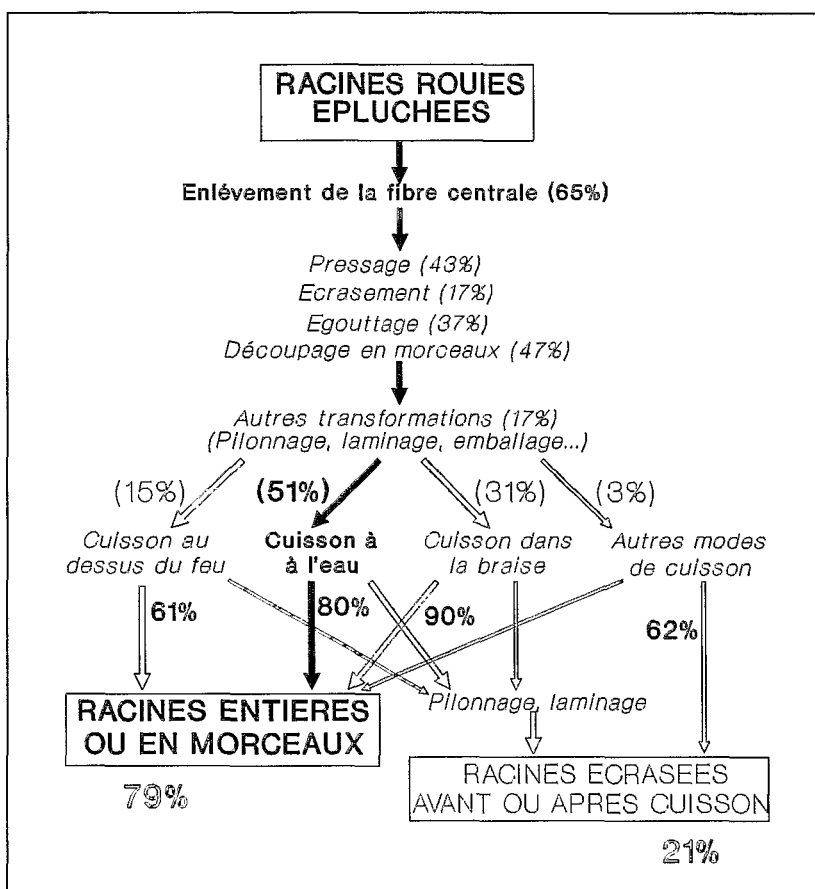 RACINES ROUIES
EPLUCHEES
Enlévement de la fibre centrale (65%)
Pressage (43%)
Ecrasement (17%)
Egouttage (37%)
Découpage en morceaux (47%)
Autres transformations (17%)
(Pilonnage, laminage, emballage...)
(15%) (51%) (31%) (3%)
Cuisson au
dessus du feu
Cuisson à
à l'eau
Cuisson dans
la braise
Autres modes
de cuisson
61% 80% 90% 62%
RACINES ENTIERES
OU EN MORCEAUX
Pilonnage, laminage
79%
RACINES ECRASEES
AVANT OU APRES CUISSON
21%